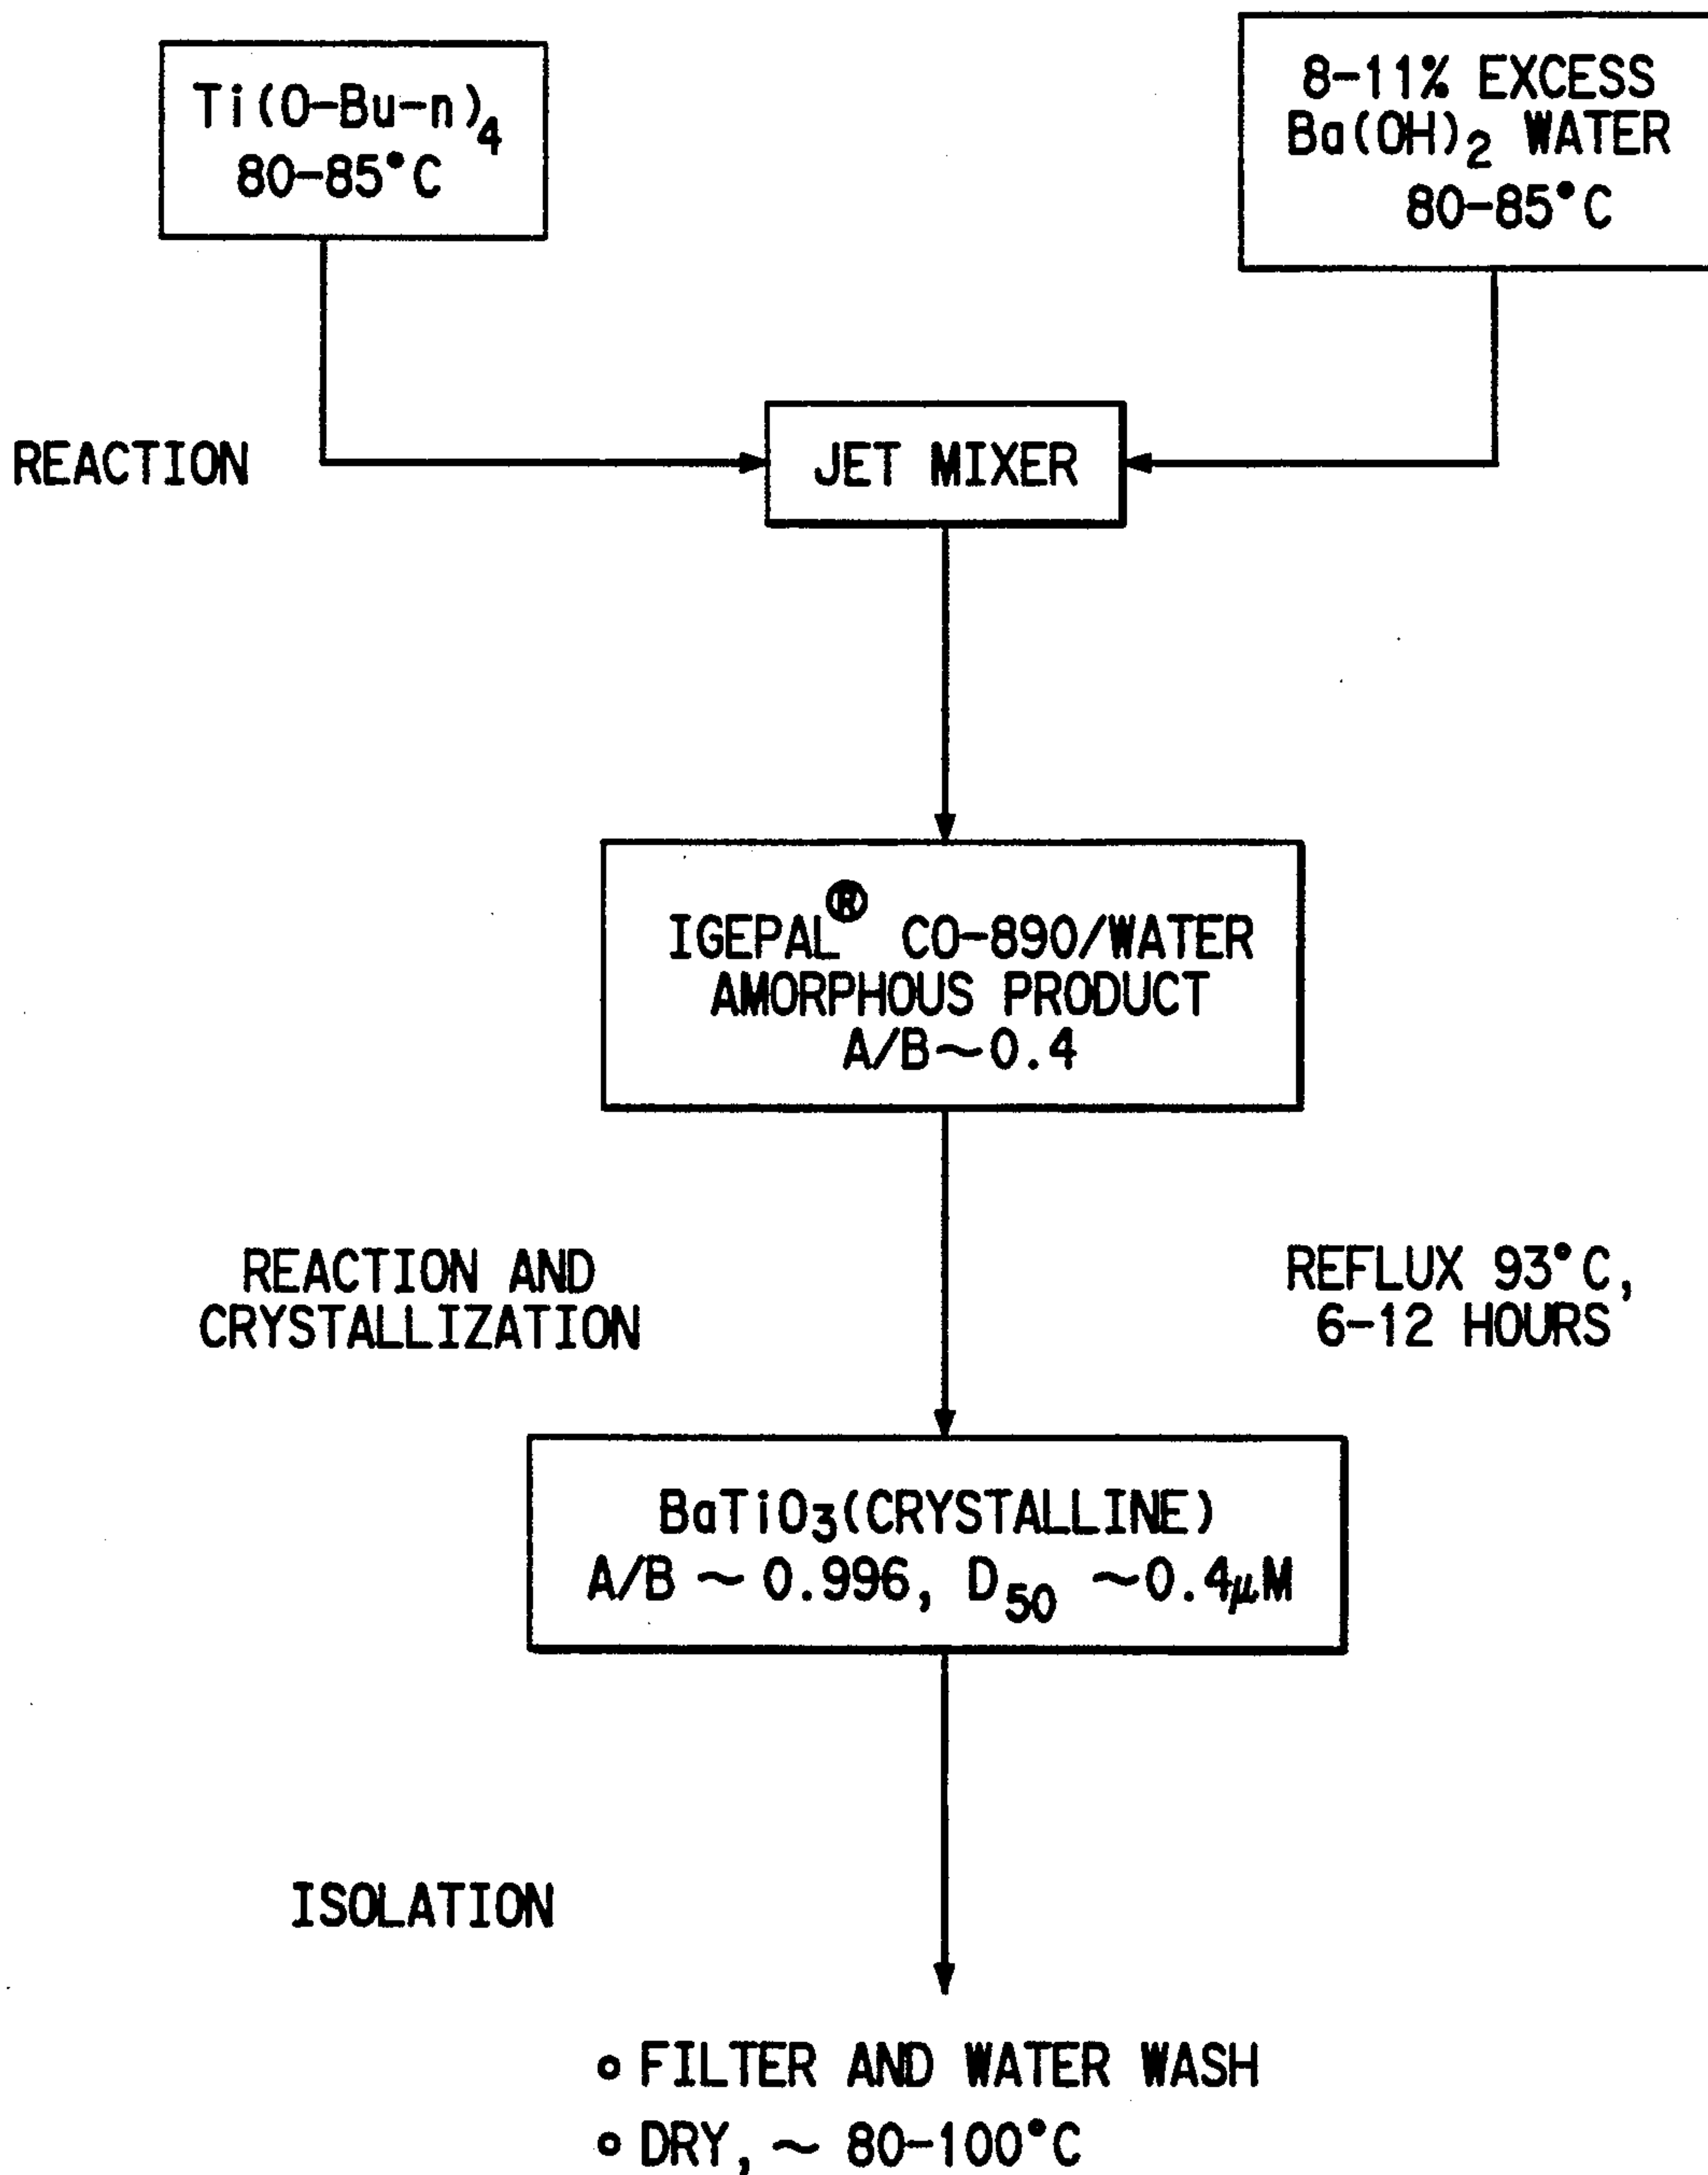 Ti(O-Bu-n)4
80-85°C
8-11% EXCESS
Ba(OH)2 WATER
80-85°C
REACTION
JET MIXER
IGEPAL® CO-890/WATER
AMORPHOUS PRODUCT
A/B~0.4
REACTION AND
CRYSTALLIZATION
REFLUX 93°C,
6-12 HOURS
BaTiO3(CRYSTALLINE)
A/B ~ 0.996, D50 ~0.4μM
ISOLATION
∘ FILTER AND WATER WASH
∘ DRY, ~ 80-100°C